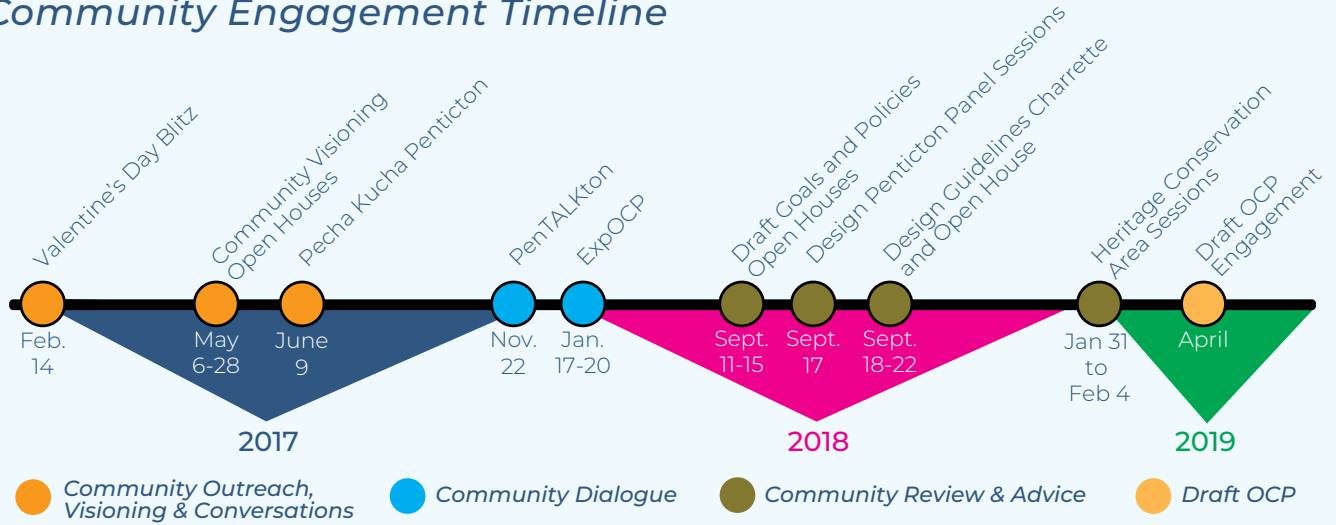 Community Engagement Timeline
Valentine's Day Blitz
Community Visioning
Open Houses
Pecha Kucha Penticton
PenTALKton
ExpOCP
Draft Goals and Policies
Open Houses
Design Penticton Panel Sessions
Design Guidelines Charrette
and Open House
Heritage Conservation
Area Sessions
Draft OCP
Engagement
Feb.
14
May
6-28
June
9
Nov.
22
Jan.
17-20
Sept.
11-15
Sept.
17
Sept.
18-22
Jan 31
to
Feb 4
April
2017
2018
2019
Community Outreach,
Visioning & Conversations
Community Dialogue
Community Review & Advice
Draft OCP